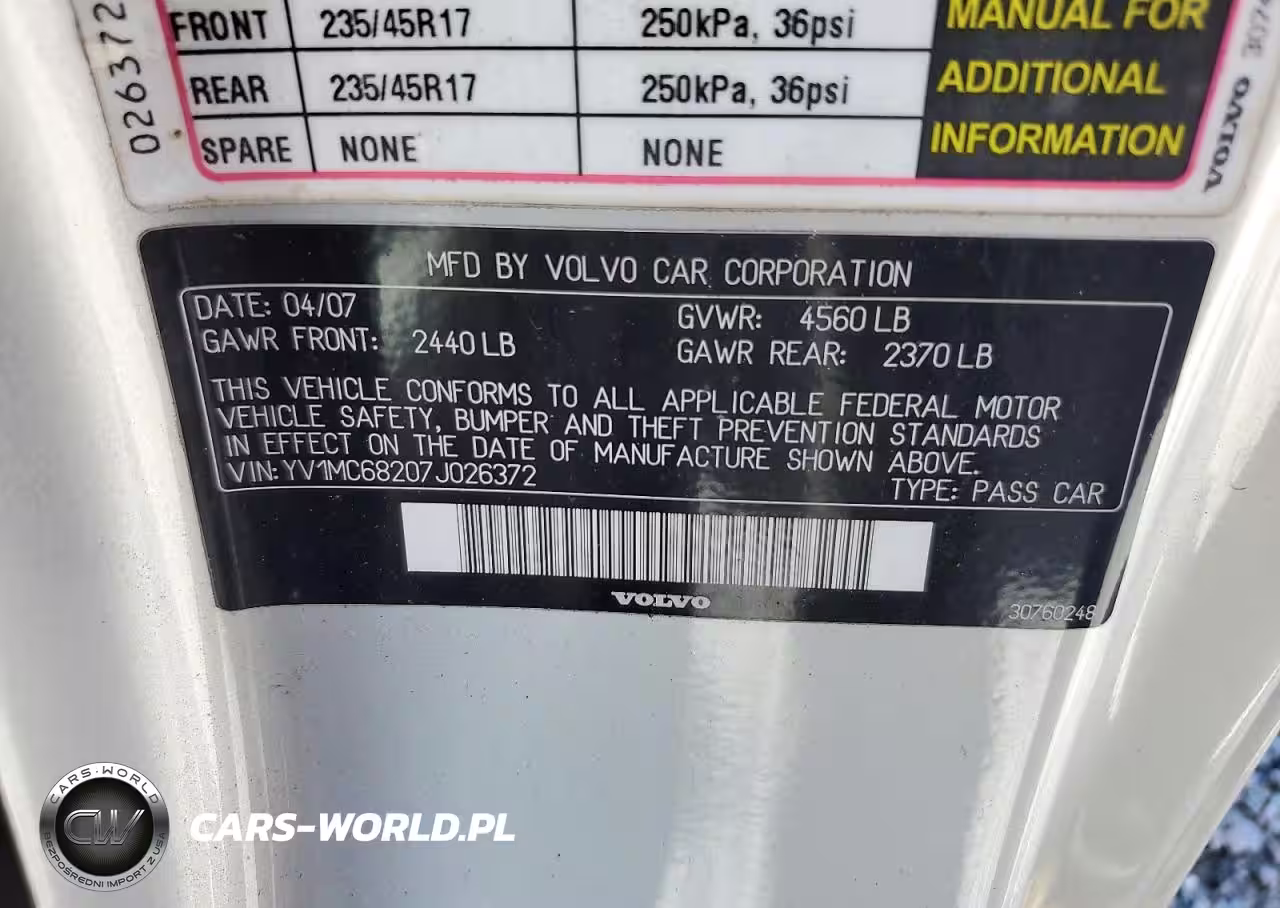 026372
FRONT 235/45R17 250kPa, 36psi
REAR 235/45R17 250kPa, 36psi
SPARE NONE NONE
MANUAL FOR
ADDITIONAL
INFORMATION
VOLVO
MFD BY VOLVO CAR CORPORATION
DATE: 04/07 GVWR: 4560 LB
GAWR FRONT: 2440 LB GAWR REAR: 2370 LB
THIS VEHICLE CONFORMS TO ALL APPLICABLE FEDERAL MOTOR
VEHICLE SAFETY, BUMPER AND THEFT PREVENTION STANDARDS
IN EFFECT ON THE DATE OF MANUFACTURE SHOWN ABOVE.
VIN: YV1MC68207J026372 TYPE: PASS CAR
VOLVO
30760248
CARS-WORLD
CW
BEZPOŚREDNI IMPORT Z USA
CARS-WORLD.PL